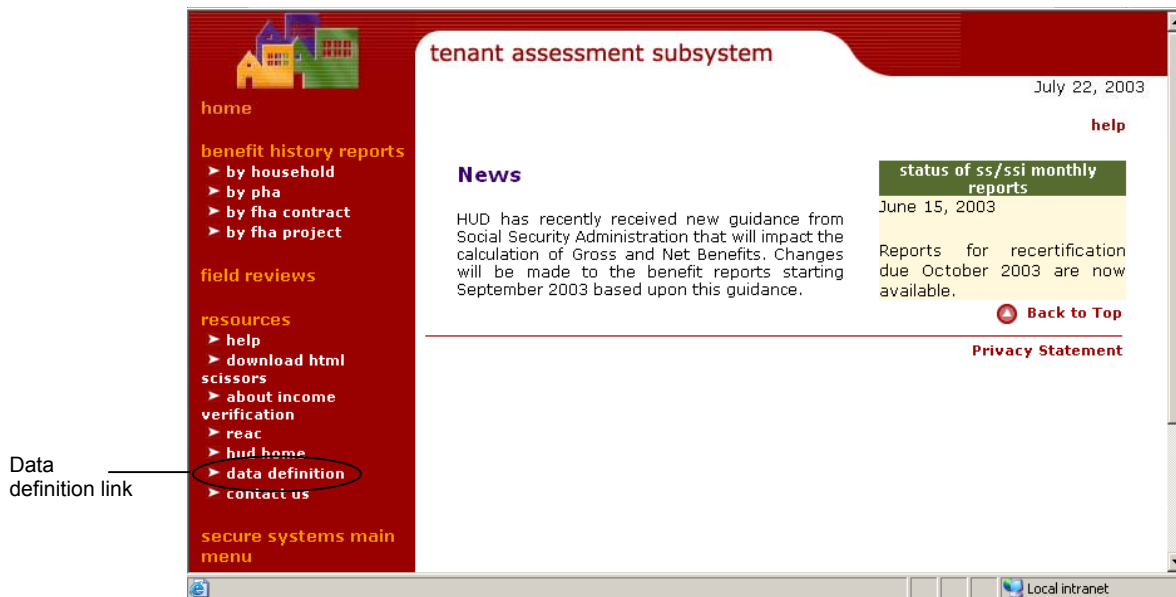 tenant assessment subsystem
July 22, 2003
help
home
benefit history reports
by household
by pha
by fha contract
by fha project
field reviews
resources
help
download html
scissors
about income
verification
reac
hud home
data definition
contact us
secure systems main
menu
News
HUD has recently received new guidance from
Social Security Administration that will impact the
calculation of Gross and Net Benefits. Changes
will be made to the benefit reports starting
September 2003 based upon this guidance.
status of ss/ssi monthly
reports
June 15, 2003
Reports for recertification
due October 2003 are now
available.
Back to Top
Privacy Statement
Data
definition link
Local intranet